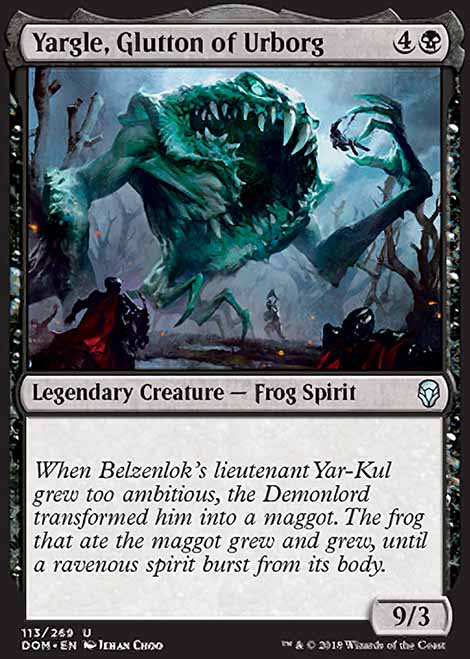 Yargle, Glutton of Urborg 4
Legendary Creature — Frog Spirit
When Belzenlok's lieutenant Yar-Kul
grew too ambitious, the Demonlord
transformed him into a maggot. The frog
that ate the maggot grew and grew, until
a ravenous spirit burst from its body.
9/3
113/269 U
DOM • EN Jehan Choo
™ & © 2018 Wizards of the Coast